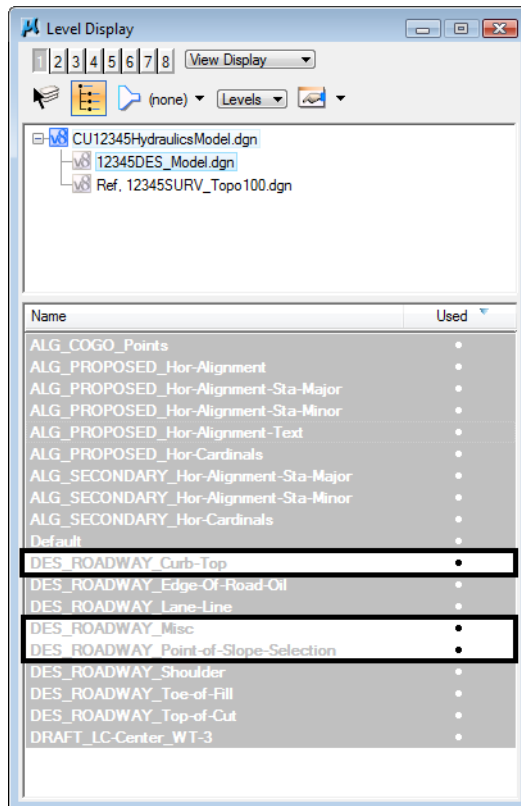 Level Display
1 2 3 4 5 6 7 8 View Display
(none) Levels
CU12345HydraulicsModel.dgn
12345DES_Model.dgn
Ref, 12345SURV_Topo100.dgn
Name Used
ALG_COGO_Points
ALG_PROPOSED_Hor-Alignment
ALG_PROPOSED_Hor-Alignment-Sta-Major
ALG_PROPOSED_Hor-Alignment-Sta-Minor
ALG_PROPOSED_Hor-Alignment-Text
ALG_PROPOSED_Hor-Cardinals
ALG_SECONDARY_Hor-Alignment-Sta-Major
ALG_SECONDARY_Hor-Alignment-Sta-Minor
ALG_SECONDARY_Hor-Cardinals
Default
DES_ROADWAY_Curb-Top
DES_ROADWAY_Edge-Of-Road-Oil
DES_ROADWAY_Lane-Line
DES_ROADWAY_Misc
DES_ROADWAY_Point-of-Slope-Selection
DES_ROADWAY_Shoulder
DES_ROADWAY_Toe-of-Fill
DES_ROADWAY_Top-of-Cut
DRAFT_LC-Center_WT-3